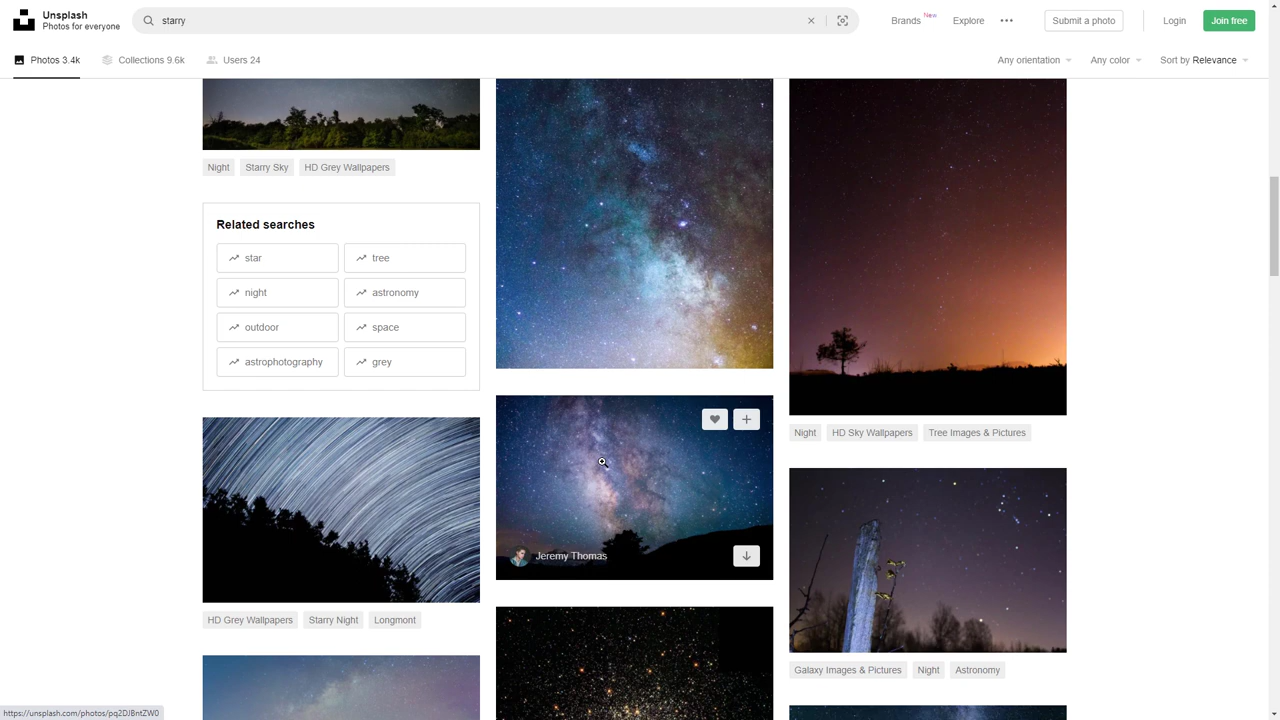 Unsplash
Photos for everyone
starry
Brands New
Explore
Submit a photo
Login
Join free
Photos 3.4k
Collections 9.6k
Users 24
Any orientation
Any color
Sort by Relevance
Night
Starry Sky
HD Grey Wallpapers
Related searches
star
tree
night
astronomy
outdoor
space
astrophotography
grey
Night
HD Sky Wallpapers
Tree Images & Pictures
Jeremy Thomas
HD Grey Wallpapers
Starry Night
Longmont
Galaxy Images & Pictures
Night
Astronomy
https://unsplash.com/photos/pq2DJBntZW0